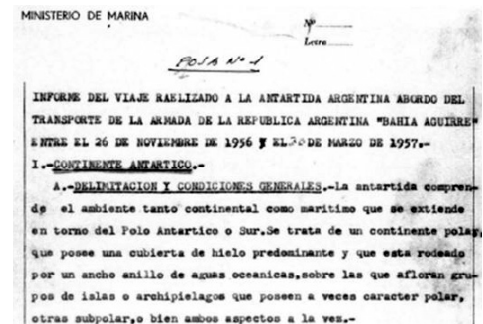 MINISTERIO DE MARINA
Nº
Letra
FOJA Nº 1
INFORME DEL VIAJE RAELIZADO A LA ANTARTIDA ARGENTINA ABORDO DEL
TRANSPORTE DE LA ARMADA DE LA REPUBLICA ARGENTINA "BAHIA AGUIRRE"
ENTRE EL 26 DE NOVIEMBRE DE 1956 Y EL 30 DE MARZO DE 1957.-
I.-CONTINENTE ANTARTICO.-
A.-DELIMITACION Y CONDICIONES GENERALES.-La antartida compren-
de el ambiente tanto continental como maritimo que se extiende
en torno del Polo Antartico o Sur.Se trata de un continente polar,
que posee una cubierta de hielo predominante y que esta rodeado
por un ancho anillo de aguas oceanicas,sobre las que afloran gru-
pos de islas o archipielagos que poseen a veces caracter polar,
otras subpolar,o bien ambos aspectos a la vez.-